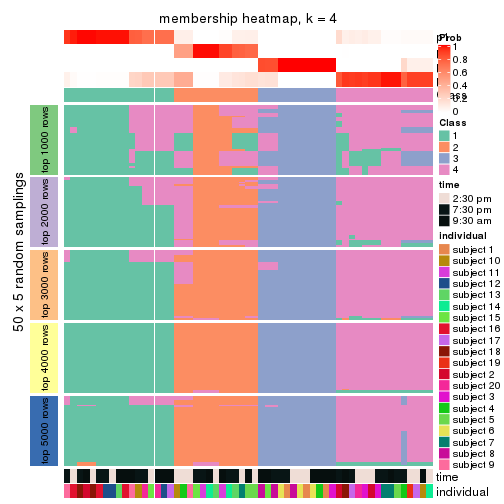 membership heatmap, k = 4
Prob
1
0.8
0.6
0.4
0.2
0
Class
1
2
3
4
time
2:30 pm
7:30 pm
9:30 am
individual
subject 1
subject 10
subject 11
subject 12
subject 13
subject 14
subject 15
subject 16
subject 17
subject 18
subject 19
subject 2
subject 20
subject 3
subject 4
subject 5
subject 6
subject 7
subject 8
subject 9
50 x 5 random samplings
top 1000 rows
top 2000 rows
top 3000 rows
top 4000 rows
top 5000 rows
time
individual